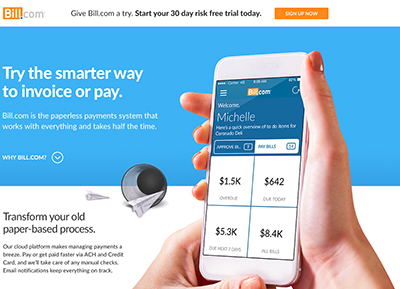 Bill.com
Give Bill.com a try. Start your 30 day risk free trial today.
SIGN UP NOW
Try the smarter way
to invoice or pay.
Bill.com is the paperless payments system that
works with everything and takes half the time.
WHY BILL.COM?
Bill.com
Welcome,
Michelle
Here's a quick overview of to do items for
Coronado Deli
APPROVE BI...
PAY BILLS
$1.5K
OVERDUE
$642
DUE TODAY
$5.3K
DUE NEXT 7 DAYS
$8.4K
ALL BILLS
Transform your old
paper-based process.
Our cloud platform makes managing payments a
breeze. Pay or get paid faster via ACH and Credit
Card, and we'll take care of any manual checks.
Email notifications keep everything on track.